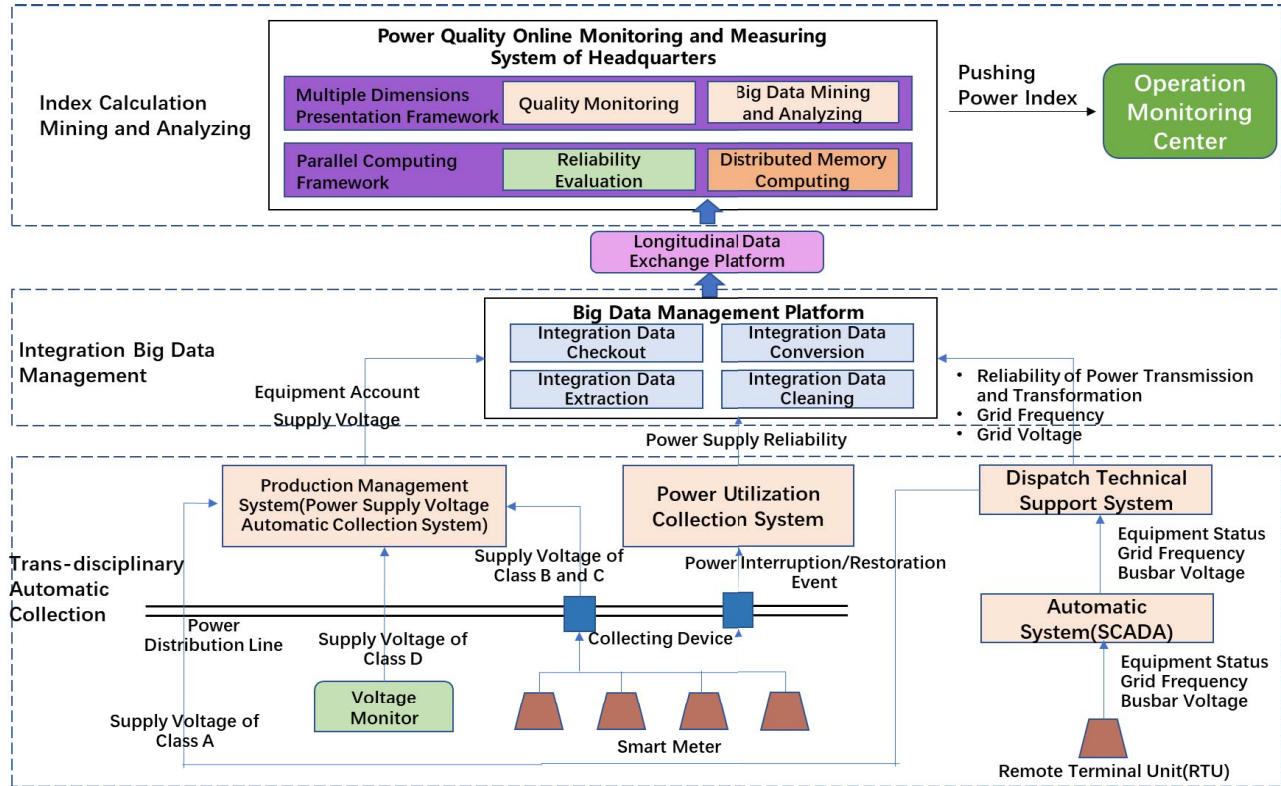 Power Quality Online Monitoring and Measuring
System of Headquarters
Index Calculation
Mining and Analyzing
Multiple Dimensions
Presentation Framework
Quality Monitoring
Big Data Mining
and Analyzing
Parallel Computing
Framework
Reliability
Evaluation
Distributed Memory
Computing
Pushing
Power Index
Operation
Monitoring
Center
Longitudinal Data
Exchange Platform
Integration Big Data
Management
Big Data Management Platform
Integration Data
Checkout
Integration Data
Conversion
Integration Data
Extraction
Integration Data
Cleaning
Equipment Account
Supply Voltage
Power Supply Reliability
• Reliability of Power Transmission
and Transformation
• Grid Frequency
• Grid Voltage
Trans-disciplinary
Automatic
Collection
Production Management
System(Power Supply Voltage
Automatic Collection System)
Power Utilization
Collection System
Dispatch Technical
Support System
Supply Voltage of
Class B and C
Power Interruption/Restoration
Event
Equipment Status
Grid Frequency
Busbar Voltage
Power
Distribution Line
Supply Voltage of
Class D
Collecting Device
Automatic
System(SCADA)
Equipment Status
Grid Frequency
Busbar Voltage
Voltage
Monitor
Supply Voltage of
Class A
Smart Meter
Remote Terminal Unit(RTU)